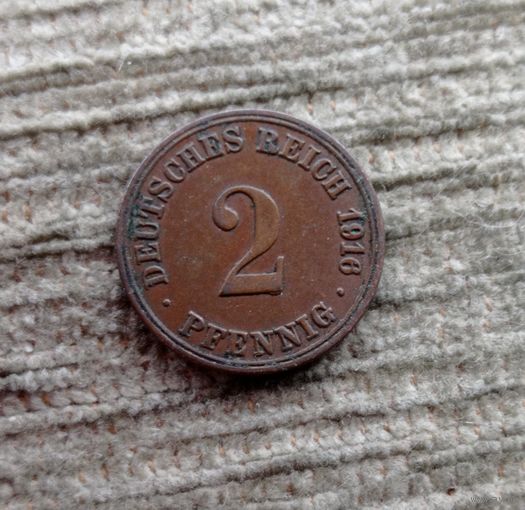 DEUTSCHES REICH 1916
2
PFENNIG